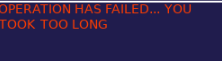 OPERATION HAS FAILED... YOU
TOOK TOO LONG